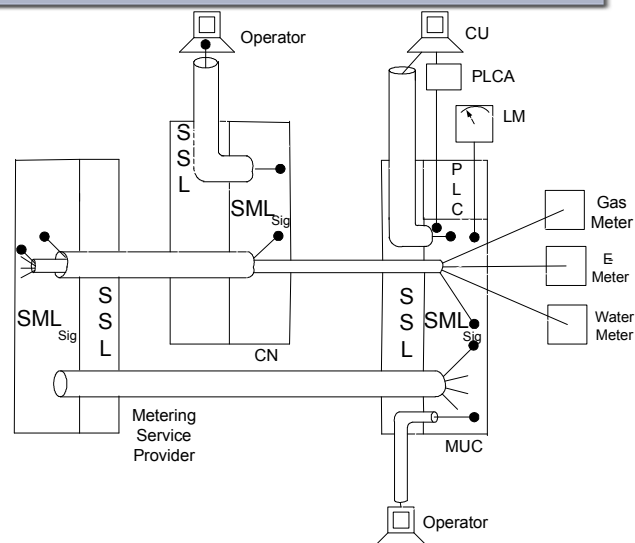 Operator
CU
PLCA
LM
S
S
L
SML
Sig
P
L
C
Gas
Meter
E
Meter
Water
Meter
SML
Sig
S
S
L
CN
S
S
L
SML
Sig
Metering
Service
Provider
MUC
Operator